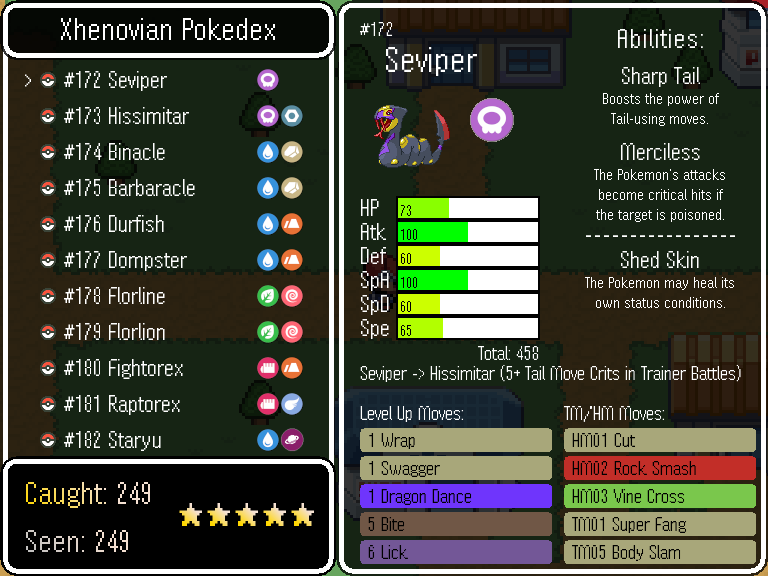 Xhenovian Pokedex
> #172 Seviper
#173 Hissimitar
#174 Binacle
#175 Barbaracle
#176 Durfish
#177 Dompster
#178 Florline
#179 Florlion
#180 Fightorex
#181 Raptorex
#182 Staryu
Caught: 249
Seen: 249
#172
Seviper
HP 73
Atk 100
Def 60
SpA 100
SpD 60
Spe 65
Total: 458
Seviper -> Hissimitar (5+ Tail Move Crits in Trainer Battles)
Abilities:
Sharp Tail
Boosts the power of
Tail-using moves.
Merciless
The Pokemon's attacks
become critical hits if
the target is poisoned.
----------------
Shed Skin
The Pokemon may heal its
own status conditions.
Level Up Moves:
1 Wrap
1 Swagger
1 Dragon Dance
5 Bite
6 Lick
TM/HM Moves:
HM01 Cut
HM02 Rock Smash
HM03 Vine Cross
TM01 Super Fang
TM05 Body Slam